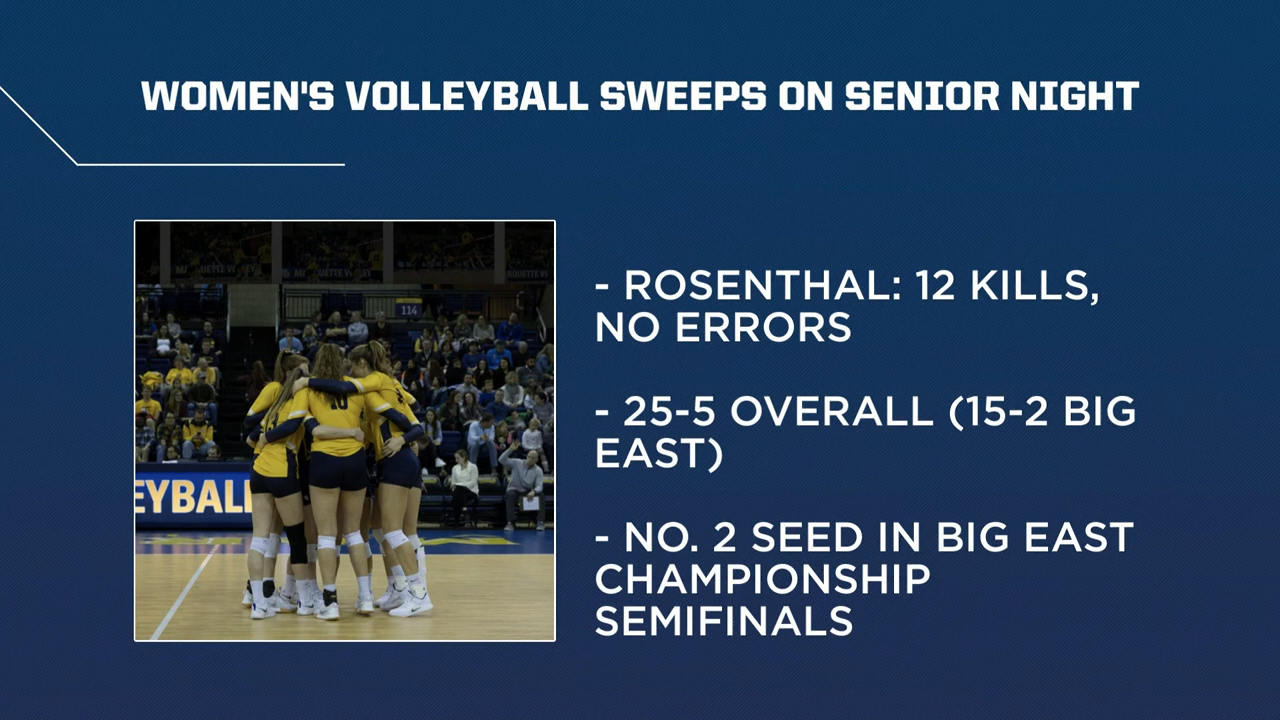 WOMEN'S VOLLEYBALL SWEEPS ON SENIOR NIGHT
114
EYBALL
- ROSENTHAL: 12 KILLS,
NO ERRORS
- 25-5 OVERALL (15-2 BIG
EAST)
- NO. 2 SEED IN BIG EAST
CHAMPIONSHIP
SEMIFINALS